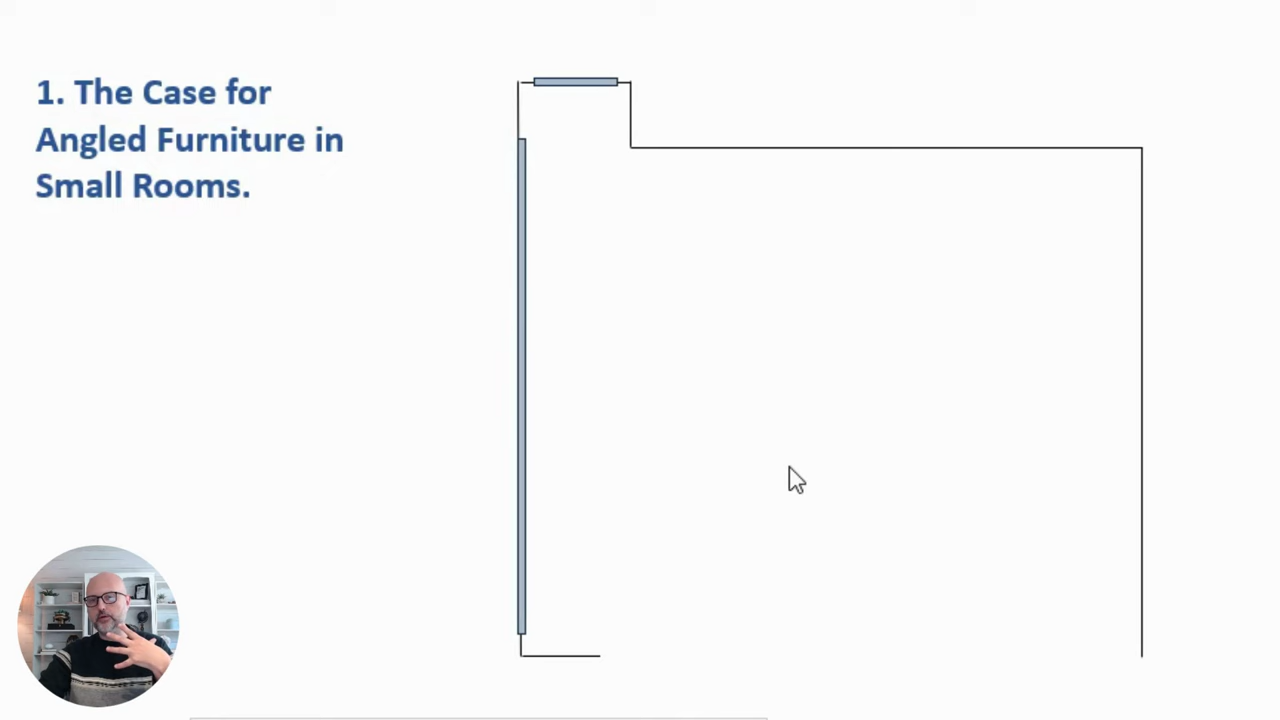 1. The Case for
Angled Furniture in
Small Rooms.